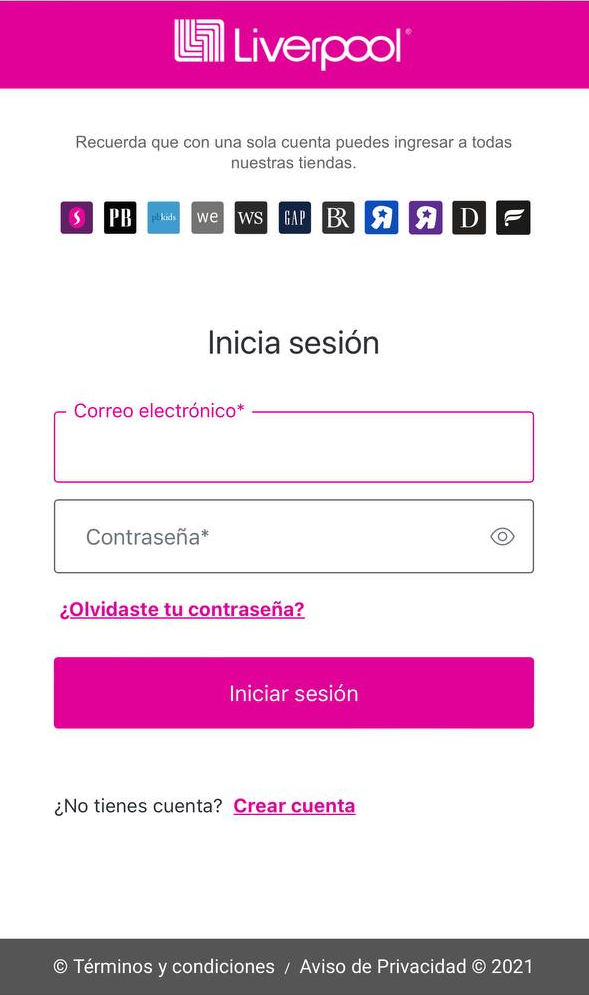 Liverpool®
Recuerda que con una sola cuenta puedes ingresar a todas
nuestras tiendas.
S PB pbkids we WS GAP BR R R D F
Inicia sesión
Correo electrónico*
Contraseña*
¿Olvidaste tu contraseña?
Iniciar sesión
¿No tienes cuenta? Crear cuenta
© Términos y condiciones / Aviso de Privacidad © 2021